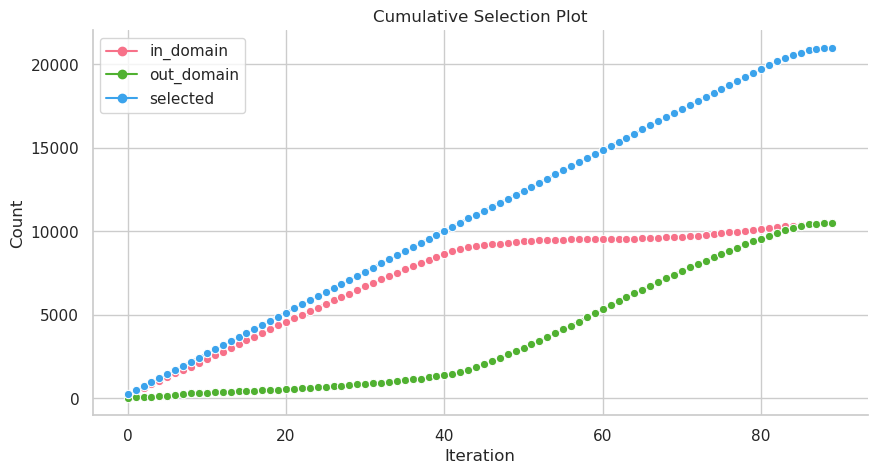 Cumulative Selection Plot
in_domain
out_domain
selected
20000
15000
10000
5000
0
Count
0 20 40 60 80
Iteration